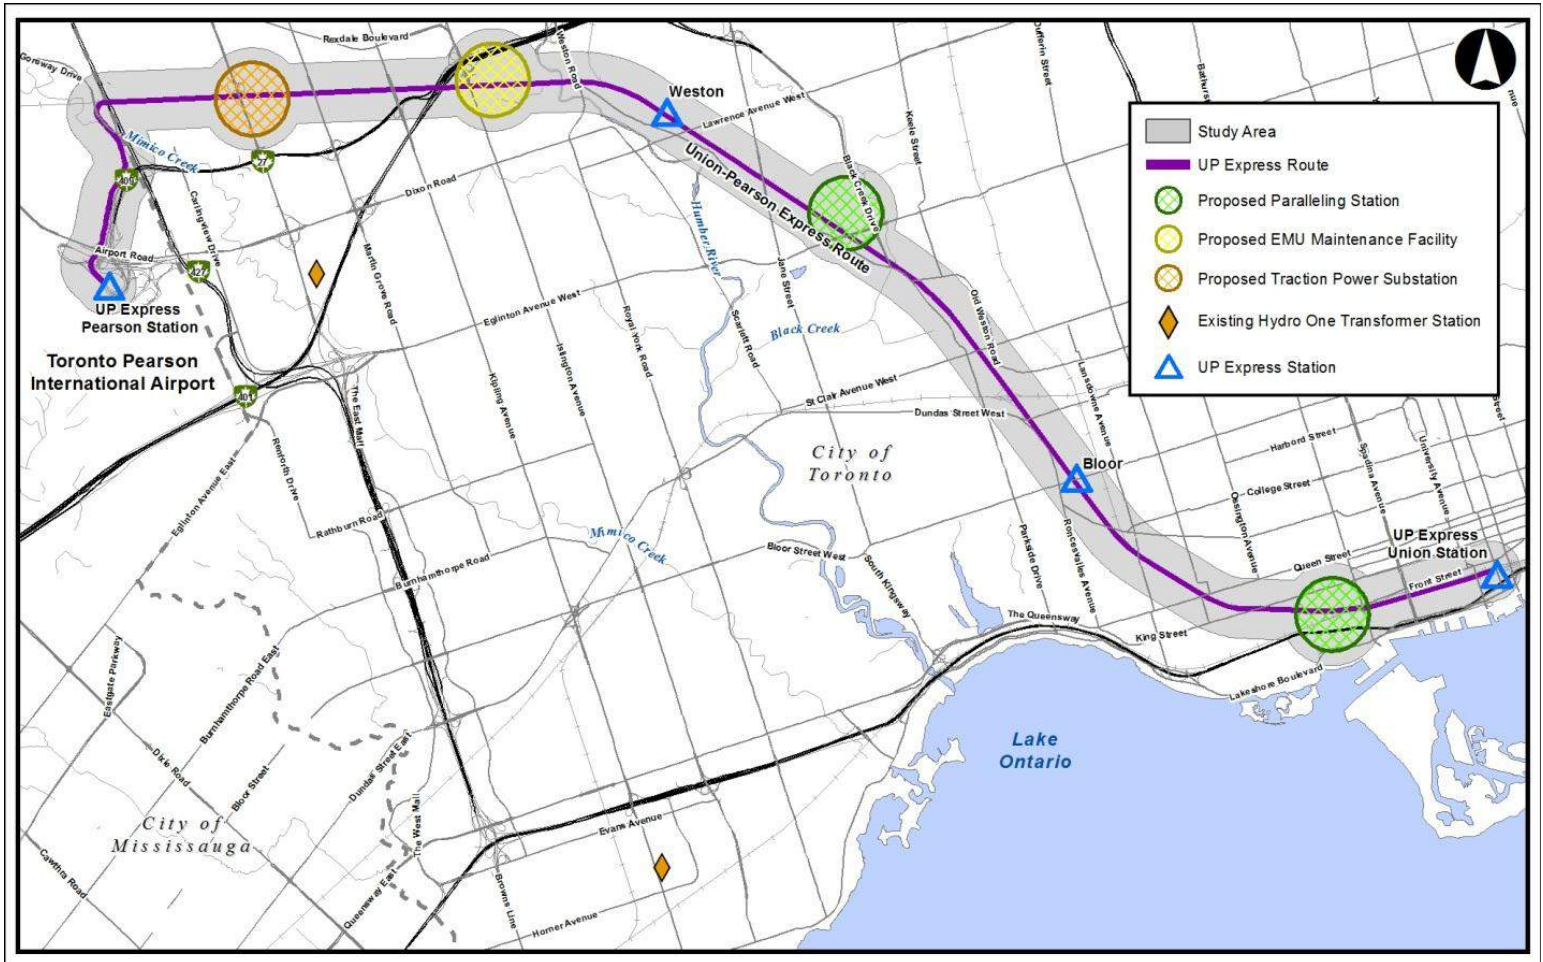 Rexdale Boulevard
Goreway Drive
Weston Road
Dufferin Street
Weston
Lawrence Avenue West
Keele Street
Mimico Creek
27
409
Dixon Road
Carlingview Drive
Union-Pearson Express Route
Black Creek Drive
Humber River
Airport Road
427
Martin Grove Road
Jane Street
UP Express
Pearson Station
Toronto Pearson
International Airport
Eglinton Avenue West
Royal York Road
Scarlett Road
Black Creek
Old Weston Road
Islington Avenue
Kipling Avenue
401
The East Mall
St Clair Avenue West
Dundas Street West
Lansdowne Avenue
City of
Toronto
Bloor
Harbord Street
College Street
Spadina Avenue
University Avenue
Ossington Avenue
Renforth Drive
Eglinton Avenue East
Rathburn Road
Mimico Creek
Burnhamthorpe Road
Bloor Street West
South Kingsway
Parkside Drive
Roncesvalles Avenue
UP Express
Union Station
Queen Street
Front Street
The Queensway
King Street
Lakeshore Boulevard
Eastgate Parkway
Burnhamthorpe Road East
Dixie Road
Bloor Street
Dundas Street East
Lake
Ontario
City of
Mississauga
The West Mall
Evans Avenue
Cawthra Road
Queensway East
Browns Line
Horner Avenue
Study Area
UP Express Route
Proposed Paralleling Station
Proposed EMU Maintenance Facility
Proposed Traction Power Substation
Existing Hydro One Transformer Station
UP Express Station